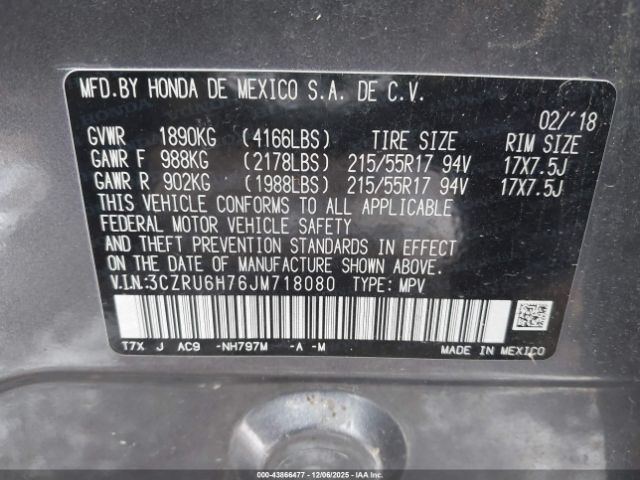 MFD.BY HONDA DE MEXICO S.A. DE C.V.
02/'18
GVWR 1890KG (4166LBS) TIRE SIZE RIM SIZE
GAWR F 988KG (2178LBS) 215/55R17 94V 17X7.5J
GAWR R 902KG (1988LBS) 215/55R17 94V 17X7.5J
THIS VEHICLE CONFORMS TO ALL APPLICABLE
FEDERAL MOTOR VEHICLE SAFETY
AND THEFT PREVENTION STANDARDS IN EFFECT
ON THE DATE OF MANUFACTURE SHOWN ABOVE.
V.I.N:3CZRU6H76JM718080 TYPE: MPV
T7X J AC9 -NH797M -A -M
MADE IN MEXICO
000-43866477 - 12/06/2025 - COPYRIGHT IAA, LLC